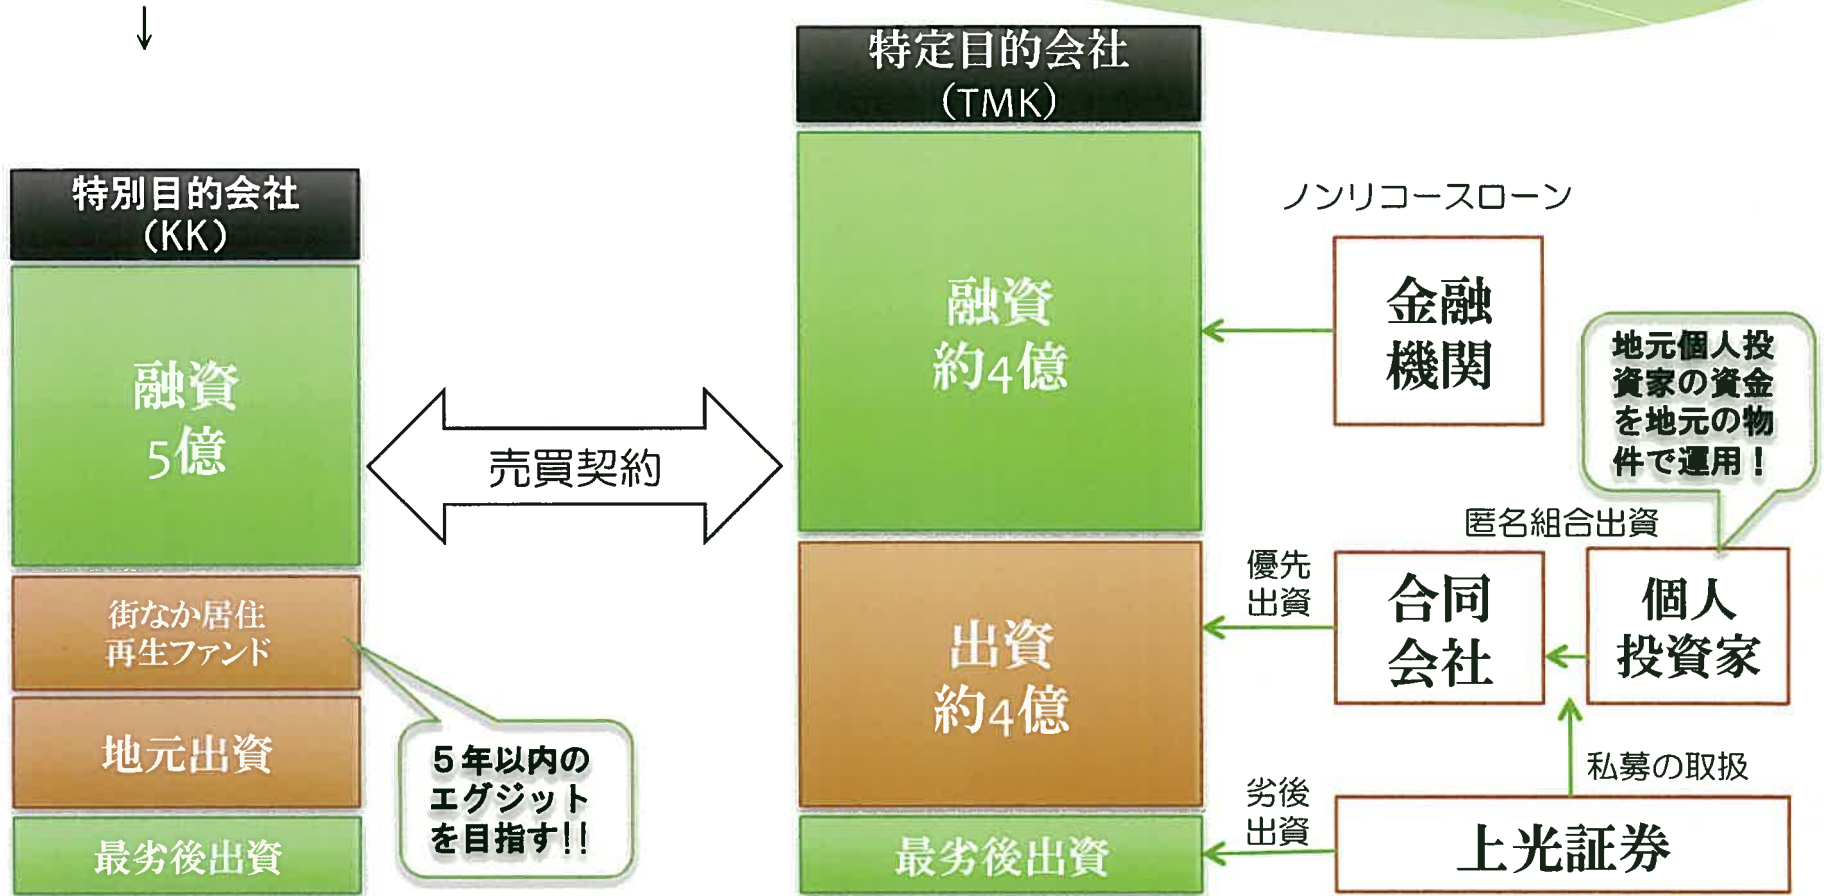 特別目的会社
（KK）
融資
5億
街なか居住
再生ファンド
地元出資
最劣後出資
5年以内の
エグジット
を目指す!!
売買契約
特定目的会社
（TMK）
融資
約4億
出資
約4億
最劣後出資
ノンリコースローン
金融
機関
地元個人投
資家の資金
を地元の物
件で運用！
匿名組合出資
優先
出資
合同
会社
個人
投資家
私募の取扱
劣後
出資
上光証券